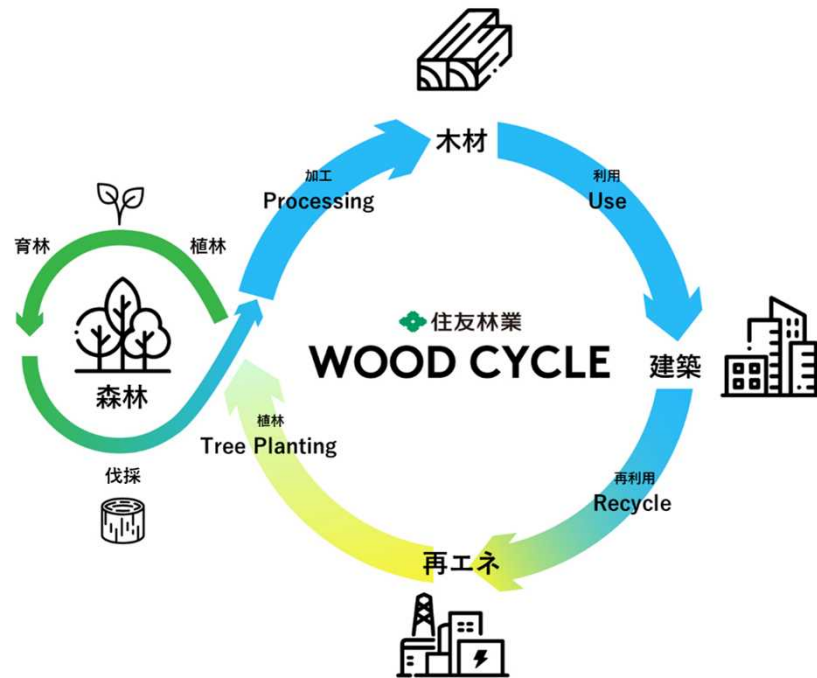 木材
加工
Processing
利用
Use
育林
植林
森林
伐採
住友林業
WOOD CYCLE
建築
植林
Tree Planting
再利用
Recycle
再エネ